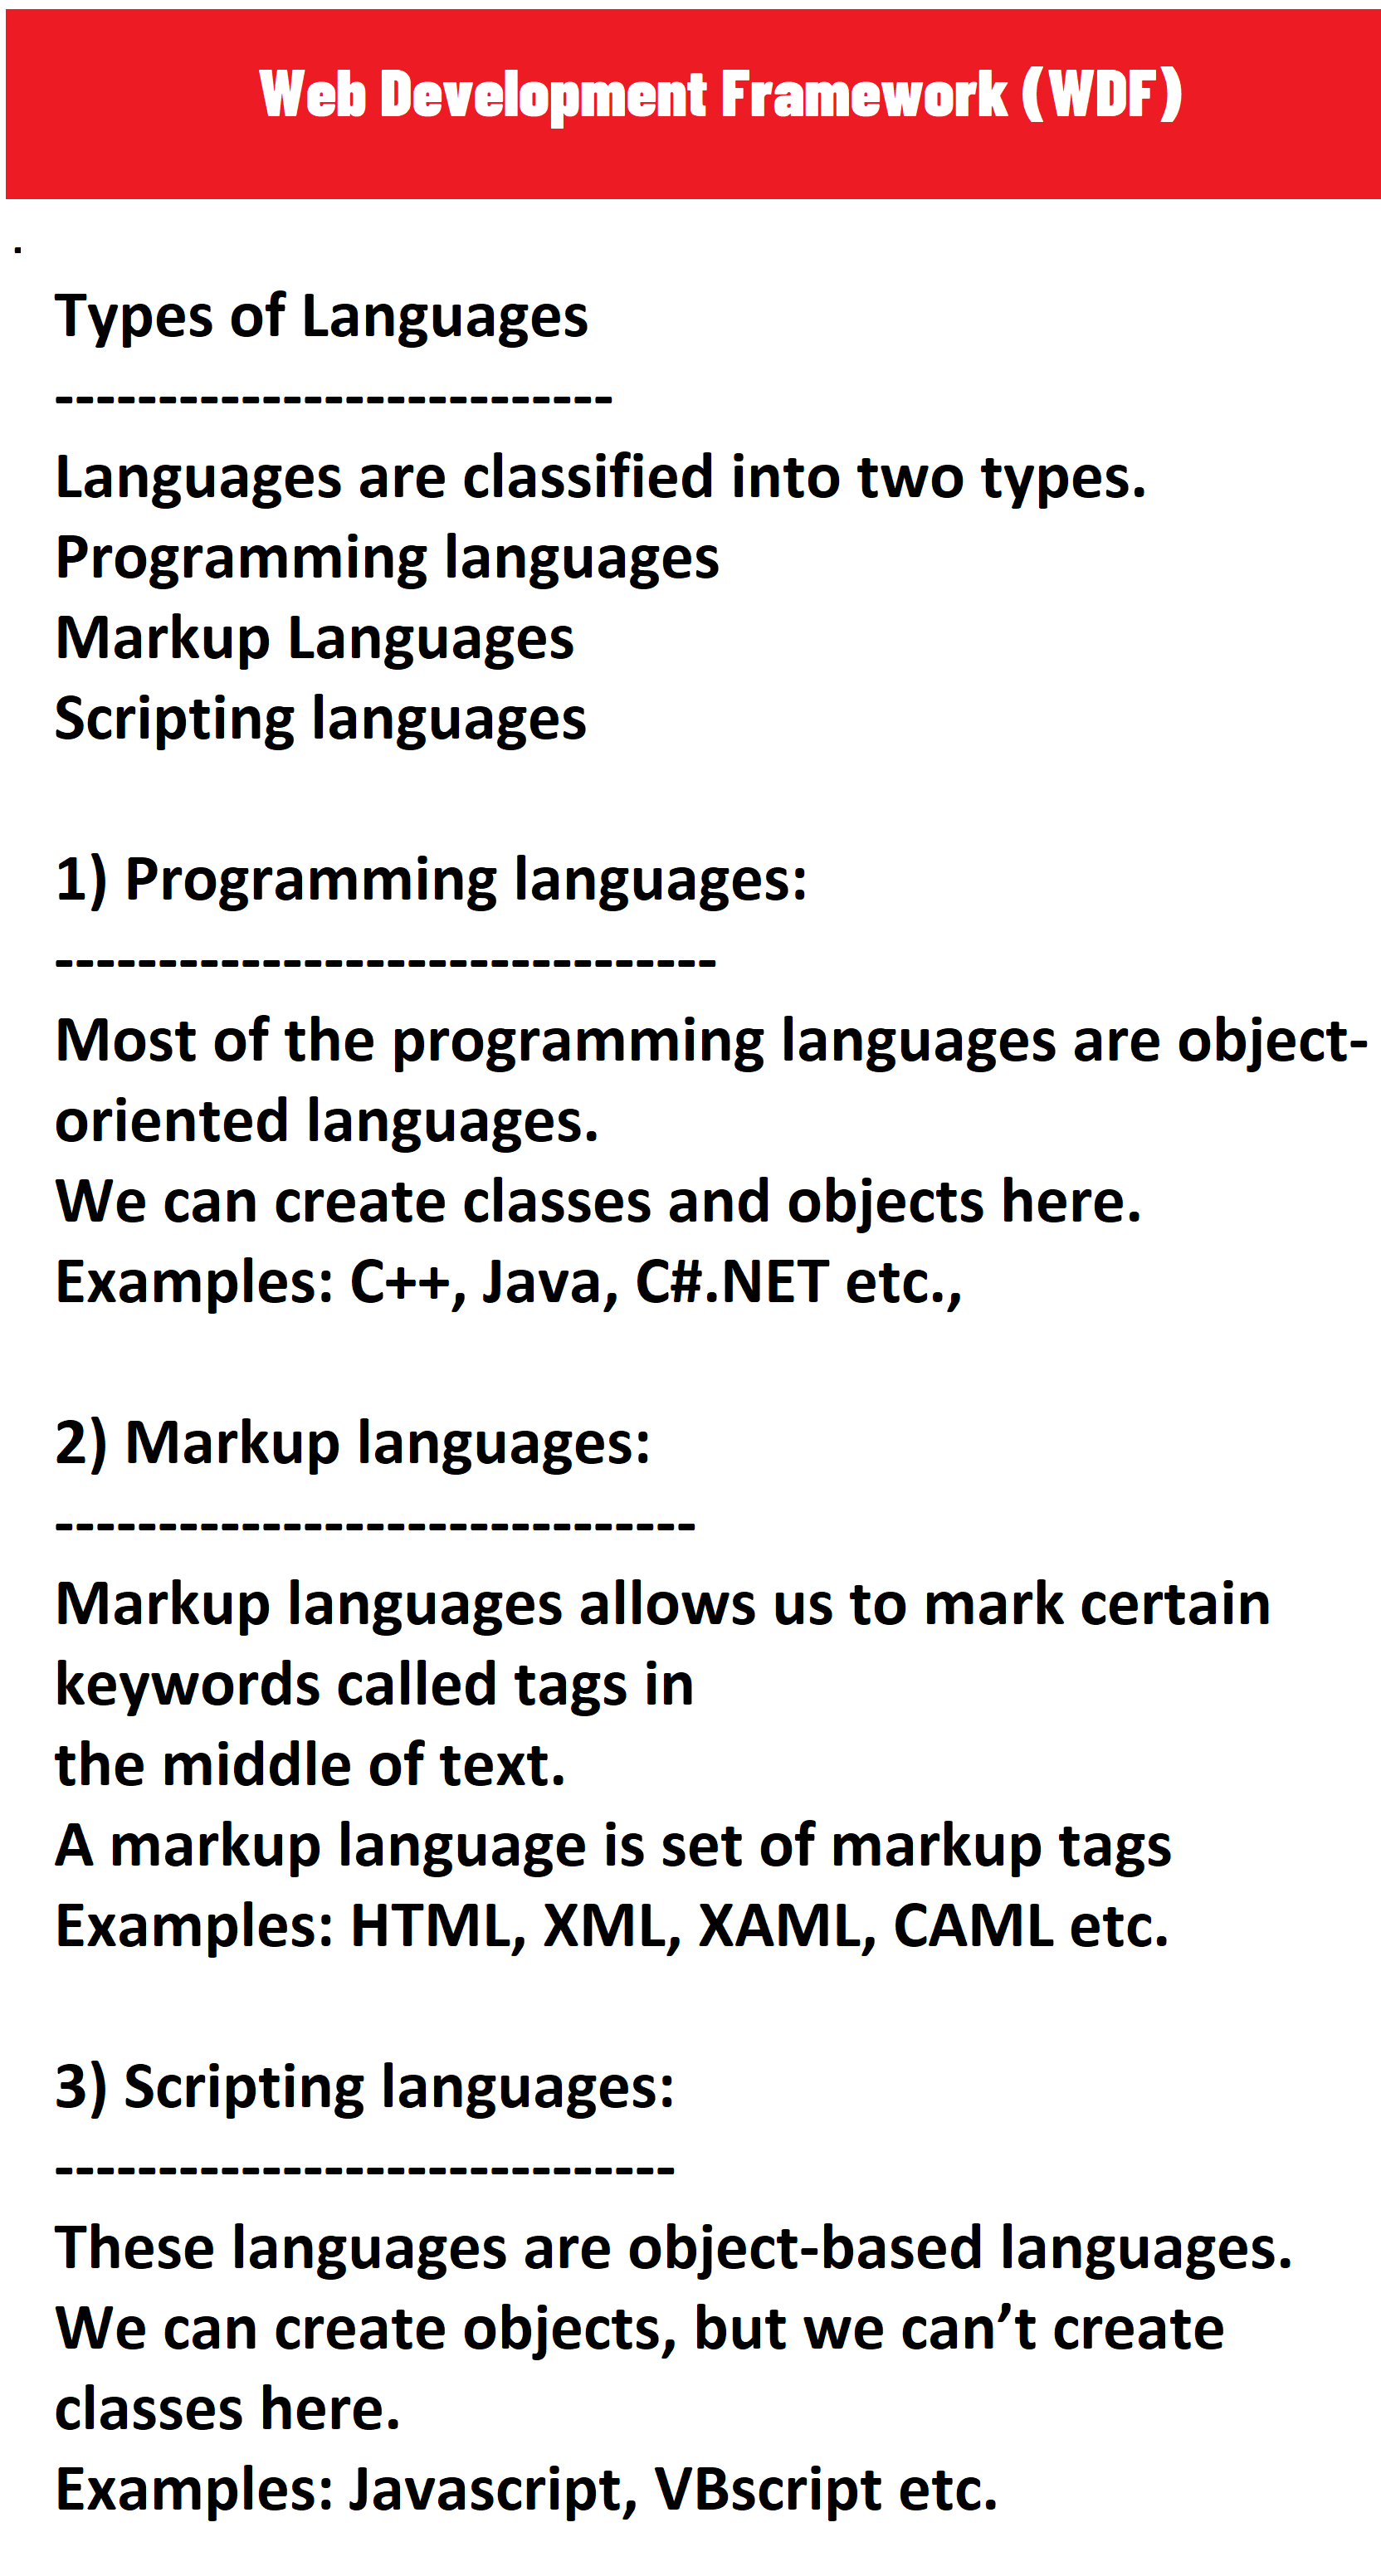 Web Development Framework (WDF)
.
Types of Languages
---------------------------
Languages are classified into two types.
Programming languages
Markup Languages
Scripting languages
1) Programming languages:
--------------------------------
Most of the programming languages are object-
oriented languages.
We can create classes and objects here.
Examples: C++, Java, C#.NET etc.,
2) Markup languages:
-------------------------------
Markup languages allows us to mark certain
keywords called tags in
the middle of text.
A markup language is set of markup tags
Examples: HTML, XML, XAML, CAML etc.
3) Scripting languages:
------------------------------
These languages are object-based languages.
We can create objects, but we can’t create
classes here.
Examples: Javascript, VBscript etc.